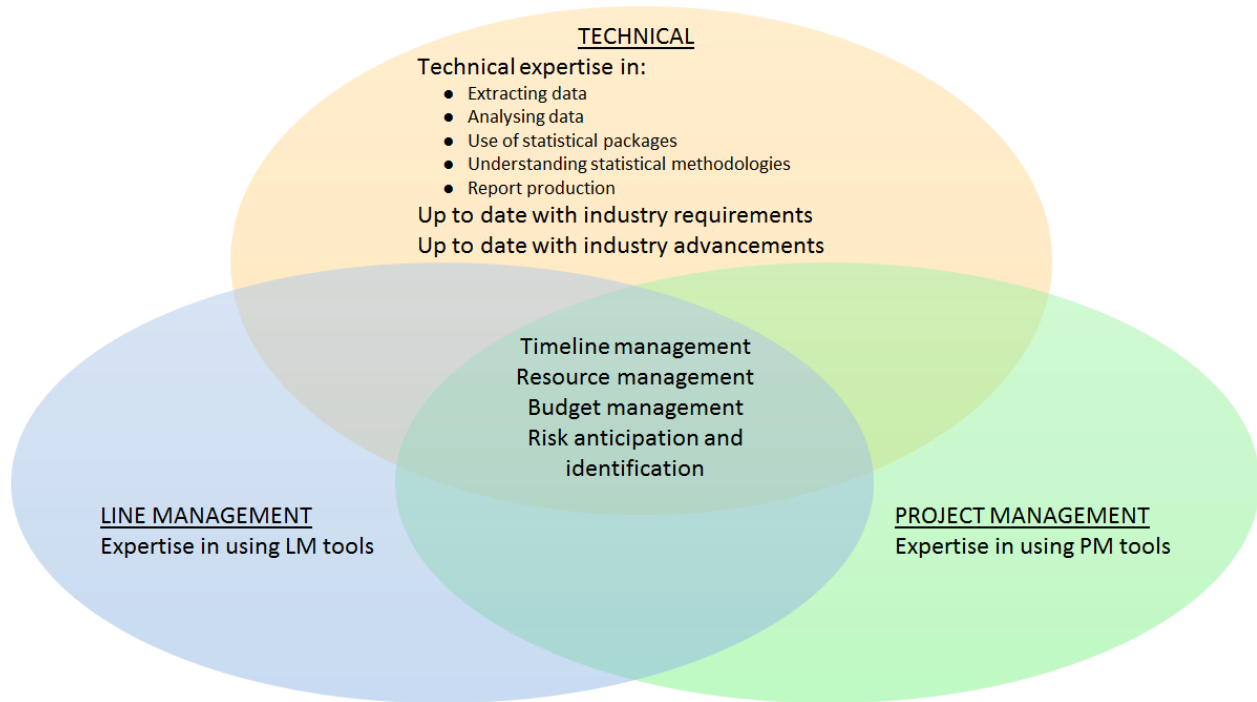 TECHNICAL
Technical expertise in:
● Extracting data
● Analysing data
● Use of statistical packages
● Understanding statistical methodologies
● Report production
Up to date with industry requirements
Up to date with industry advancements
Timeline management
Resource management
Budget management
Risk anticipation and
identification
LINE MANAGEMENT
Expertise in using LM tools
PROJECT MANAGEMENT
Expertise in using PM tools